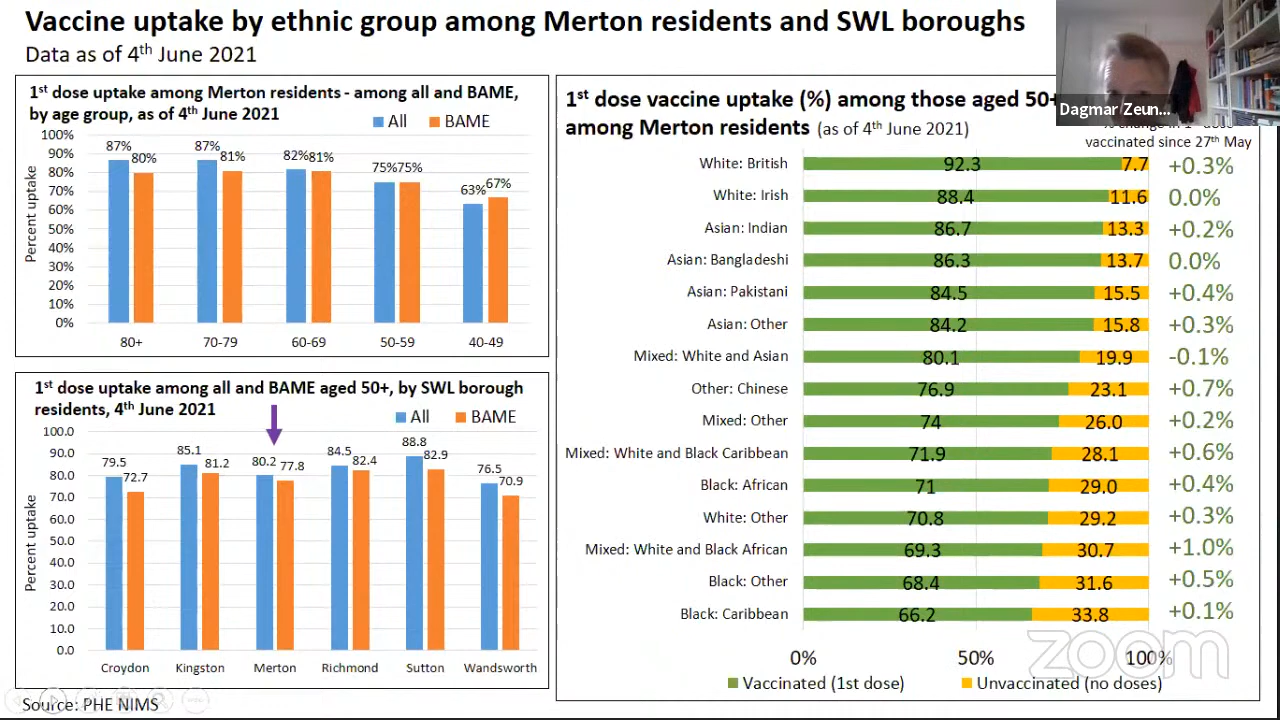 Vaccine uptake by ethnic group among Merton residents and SWL boroughs
Data as of 4th June 2021
1st dose uptake among Merton residents - among all and BAME,
by age group, as of 4th June 2021
All BAME
Percent uptake
100%
90%
80%
70%
60%
50%
40%
30%
20%
10%
0%
87% 80% 87% 81% 82% 81% 75% 75% 63% 67%
80+ 70-79 60-69 50-59 40-49
1st dose uptake among all and BAME aged 50+, by SWL borough
residents, 4th June 2021
All BAME
Percent uptake
100.0
90.0
80.0
70.0
60.0
50.0
40.0
30.0
20.0
10.0
0.0
79.5 72.7 85.1 81.2 80.2 77.8 84.5 82.4 88.8 82.9 76.5 70.9
Croydon Kingston Merton Richmond Sutton Wandsworth
Source: PHE NIMS
Dagmar Zeun...
1st dose vaccine uptake (%) among those aged 50+
among Merton residents (as of 4th June 2021)
vaccinated since 27th May
White: British 92.3 7.7 +0.3%
White: Irish 88.4 11.6 0.0%
Asian: Indian 86.7 13.3 +0.2%
Asian: Bangladeshi 86.3 13.7 0.0%
Asian: Pakistani 84.5 15.5 +0.4%
Asian: Other 84.2 15.8 +0.3%
Mixed: White and Asian 80.1 19.9 -0.1%
Other: Chinese 76.9 23.1 +0.7%
Mixed: Other 74 26.0 +0.2%
Mixed: White and Black Caribbean 71.9 28.1 +0.6%
Black: African 71 29.0 +0.4%
White: Other 70.8 29.2 +0.3%
Mixed: White and Black African 69.3 30.7 +1.0%
Black: Other 68.4 31.6 +0.5%
Black: Caribbean 66.2 33.8 +0.1%
0% 50% 100%
Vaccinated (1st dose) Unvaccinated (no doses)
zoom